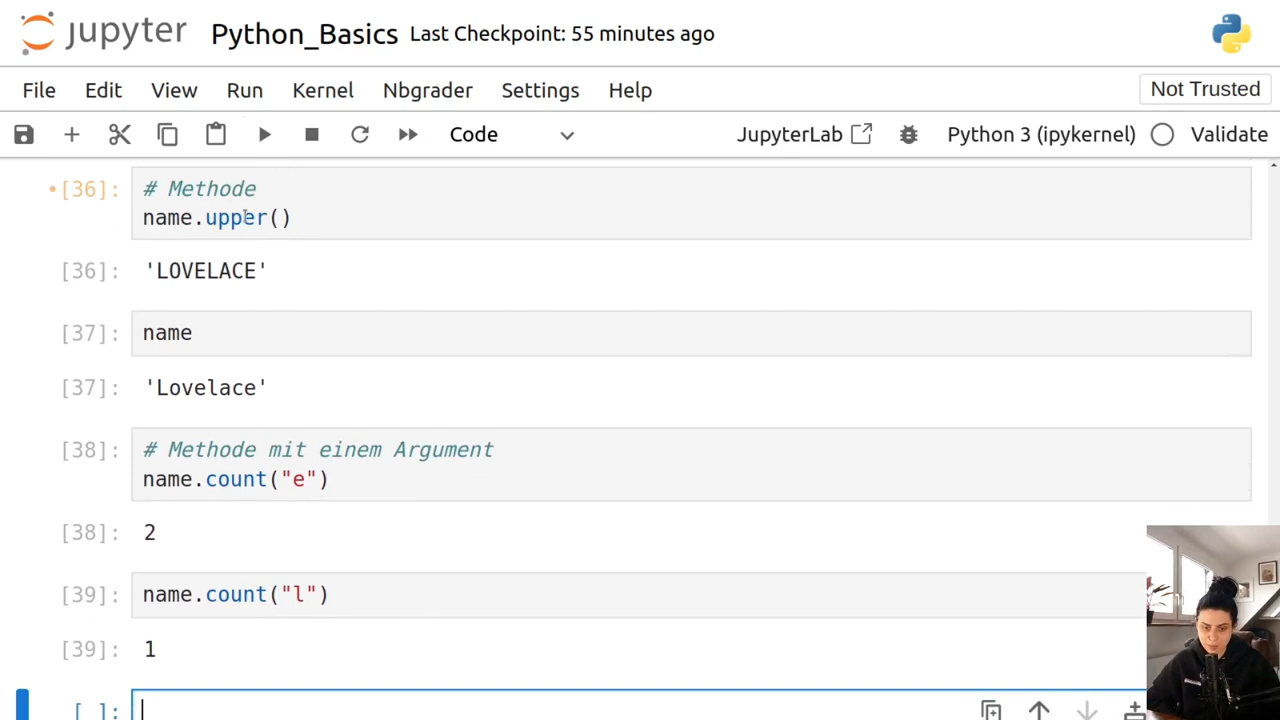 jupyter Python_Basics Last Checkpoint: 55 minutes ago
File Edit View Run Kernel Nbgrader Settings Help Not Trusted
Code JupyterLab Python 3 (ipykernel) Validate
[36]: # Methode
name.upper()
[36]: 'LOVELACE'
[37]: name
[37]: 'Lovelace'
[38]: # Methode mit einem Argument
name.count("e")
[38]: 2
[39]: name.count("l")
[39]: 1
[ ]: